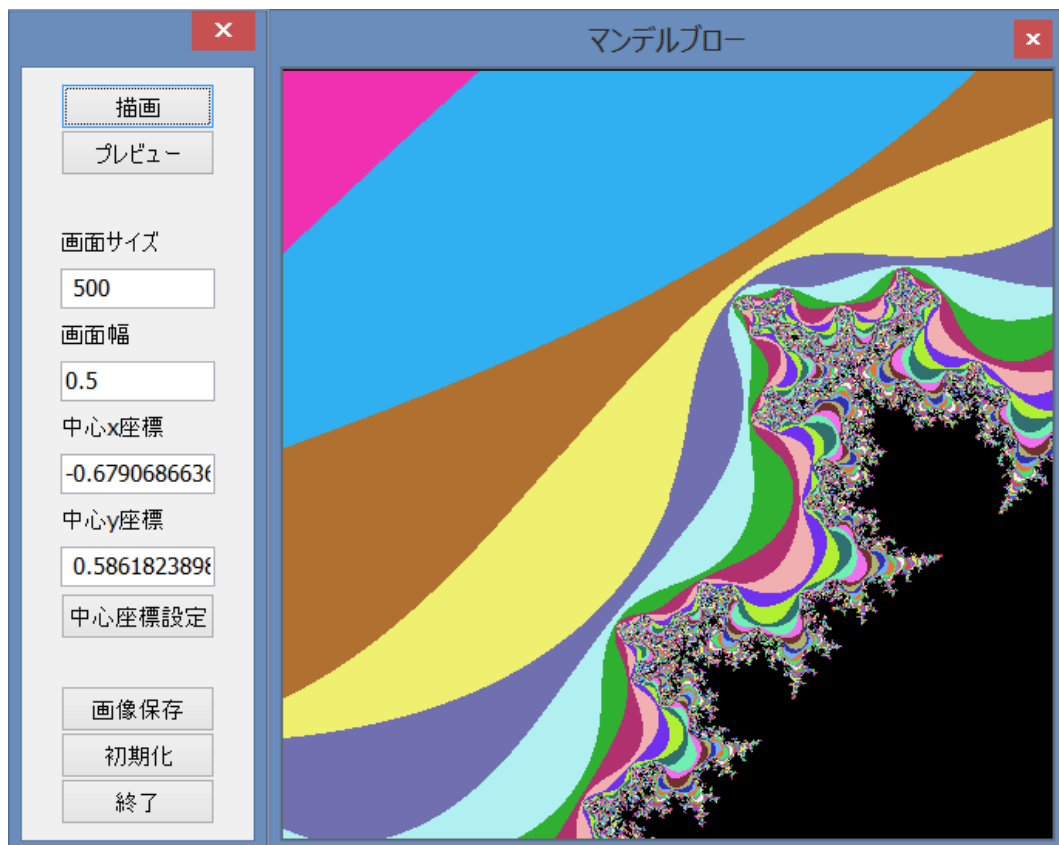 マンデルブロー
描画
プレビュー
画面サイズ
500
画面幅
0.5
中心x座標
-0.6790686636
中心y座標
0.5861823898
中心座標設定
画像保存
初期化
終了